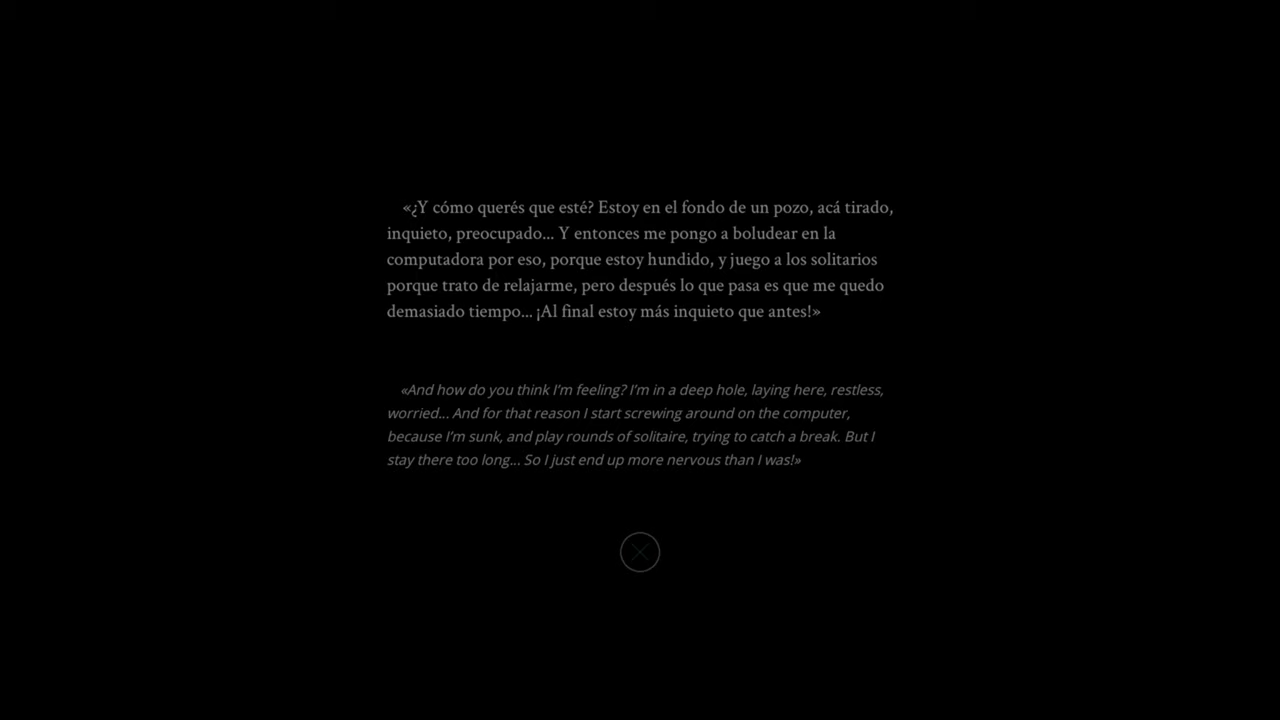 «¿Y cómo querés que esté? Estoy en el fondo de un pozo, acá tirado,
inquieto, preocupado... Y entonces me pongo a boludear en la
computadora por eso, porque estoy hundido, y juego a los solitarios
porque trato de relajarme, pero después lo que pasa es que me quedo
demasiado tiempo... ¡Al final estoy más inquieto que antes!»
«And how do you think I'm feeling? I'm in a deep hole, laying here, restless,
worried... And for that reason I start screwing around on the computer,
because I'm sunk, and play rounds of solitaire, trying to catch a break. But I
stay there too long... So I just end up more nervous than I was!»